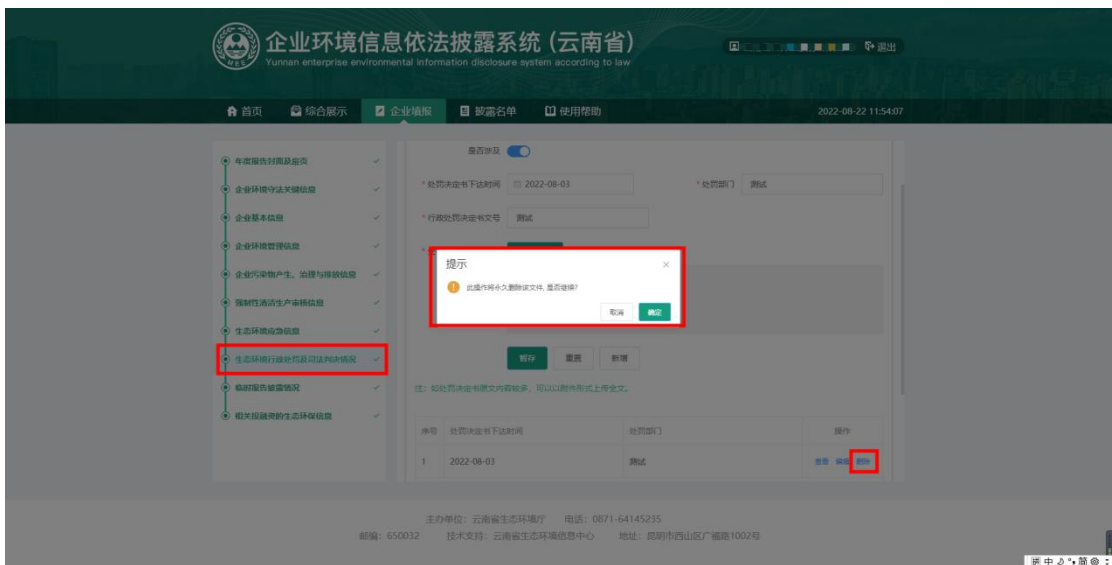 企业环境信息依法披露系统 (云南省)
Yunnan enterprise environmental information disclosure system according to law
MEE
退出
首页 综合展示 企业填报 披露名单 使用帮助 2022-08-22 11:54:07
年度报告封面及扉页
企业环境守法关键信息
企业基本信息
企业环境管理信息
企业污染物产生、治理与排放信息
强制性清洁生产审核信息
生态环境应急信息
生态环境行政处罚及司法判决情况
临时报告披露情况
相关投融资的生态环保信息
是否涉及
* 处罚决定书下达时间 2022-08-03 * 处罚部门 测试
* 行政处罚决定书文号 测试
提示 ×
此操作将永久删除该文件, 是否继续?
取消 确定
暂存 重置 新增
注：如处罚决定书原文内容较多，可以以附件形式上传全文。
序号 处罚决定书下达时间 处罚部门 操作
1 2022-08-03 测试 查看 编辑 删除
主办单位：云南省生态环境厅 电话：0871-64145235
邮编：650032 技术支持：云南省生态环境信息中心 地址：昆明市西山区广福路1002号
拼 中 简